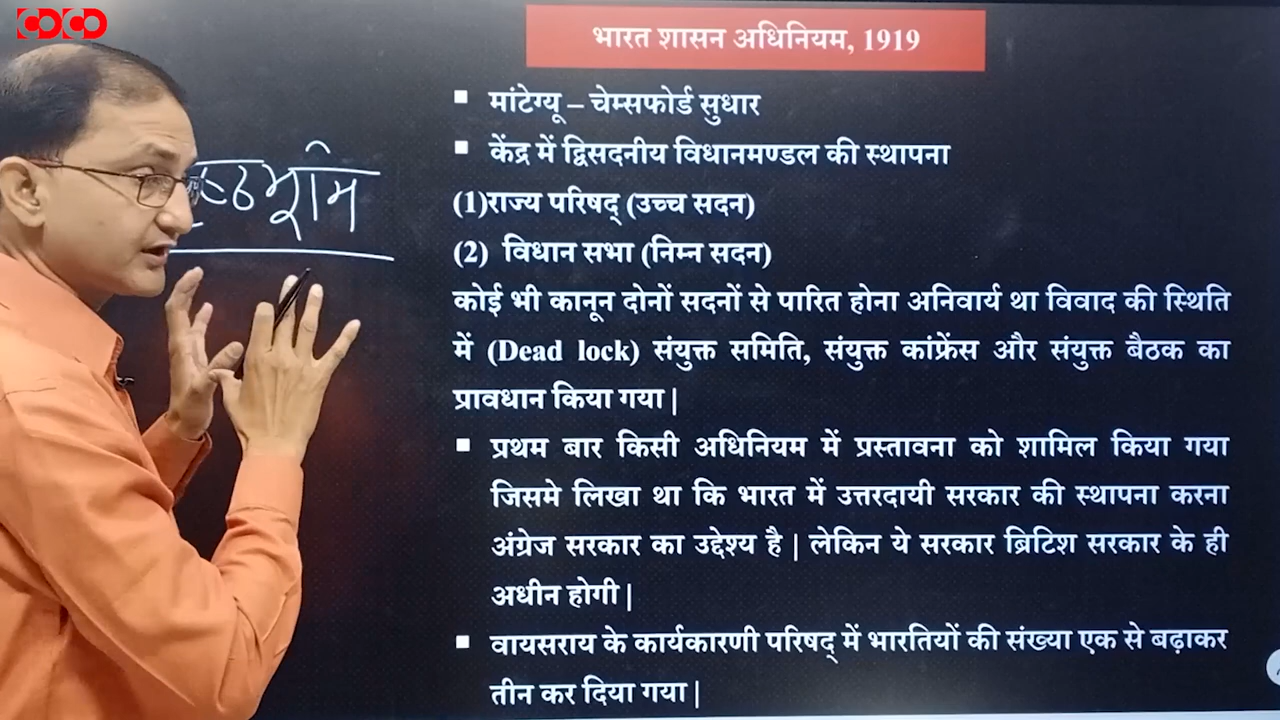 भारत शासन अधिनियम, 1919
▪ मांटेग्यू – चेम्सफोर्ड सुधार
▪ केंद्र में द्विसदनीय विधानमण्डल की स्थापना
(1)राज्य परिषद् (उच्च सदन)
(2) विधान सभा (निम्न सदन)
कोई भी कानून दोनों सदनों से पारित होना अनिवार्य था विवाद की स्थिति
में (Dead lock) संयुक्त समिति, संयुक्त कांफ्रेंस और संयुक्त बैठक का
प्रावधान किया गया |
▪ प्रथम बार किसी अधिनियम में प्रस्तावना को शामिल किया गया
जिसमे लिखा था कि भारत में उत्तरदायी सरकार की स्थापना करना
अंग्रेज सरकार का उद्देश्य है | लेकिन ये सरकार ब्रिटिश सरकार के ही
अधीन होगी |
▪ वायसराय के कार्यकारणी परिषद् में भारतियों की संख्या एक से बढ़ाकर
तीन कर दिया गया |